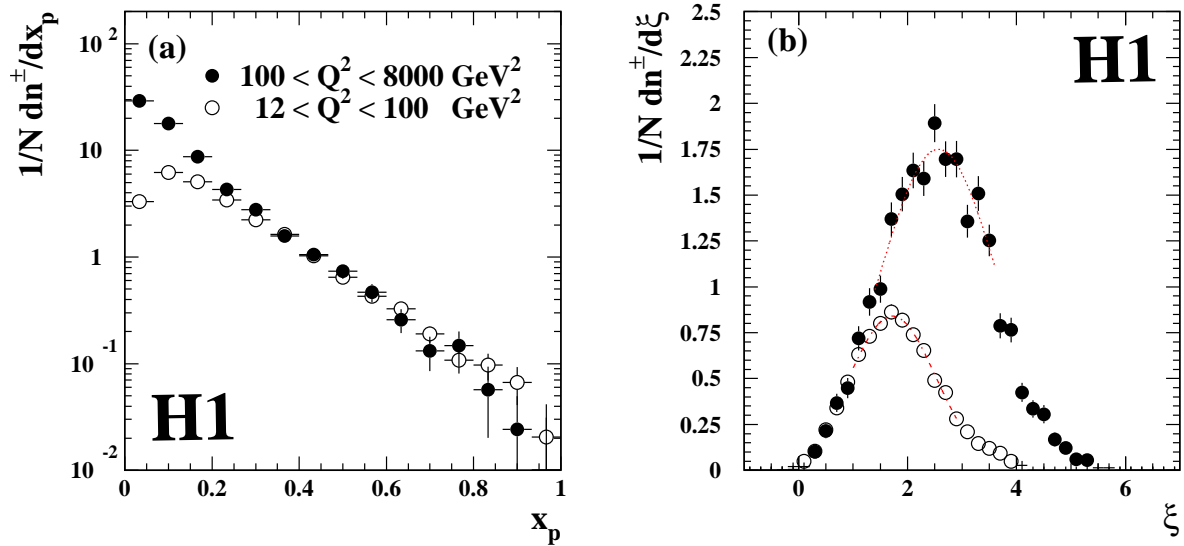 (a)
100 < Q² < 8000 GeV²
12 < Q² < 100 GeV²
H1
1/N dn±/dxₚ
10²
10
1
10⁻¹
10⁻²
0 0.2 0.4 0.6 0.8 1
xₚ
(b)
H1
1/N dn±/dξ
2.5
2.25
2
1.75
1.5
1.25
1
0.75
0.5
0.25
0
0 2 4 6
ξ